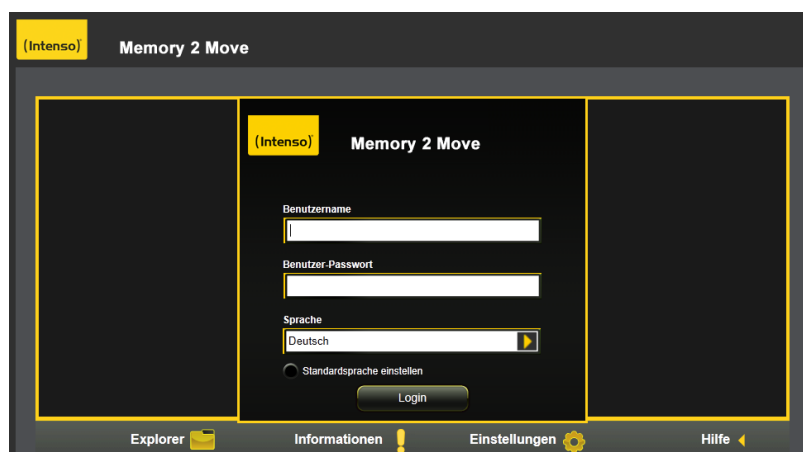 (Intenso)® Memory 2 Move
(Intenso)® Memory 2 Move
Benutzername
Benutzer-Passwort
Sprache
Deutsch
Standardsprache einstellen
Login
Explorer Informationen Einstellungen Hilfe